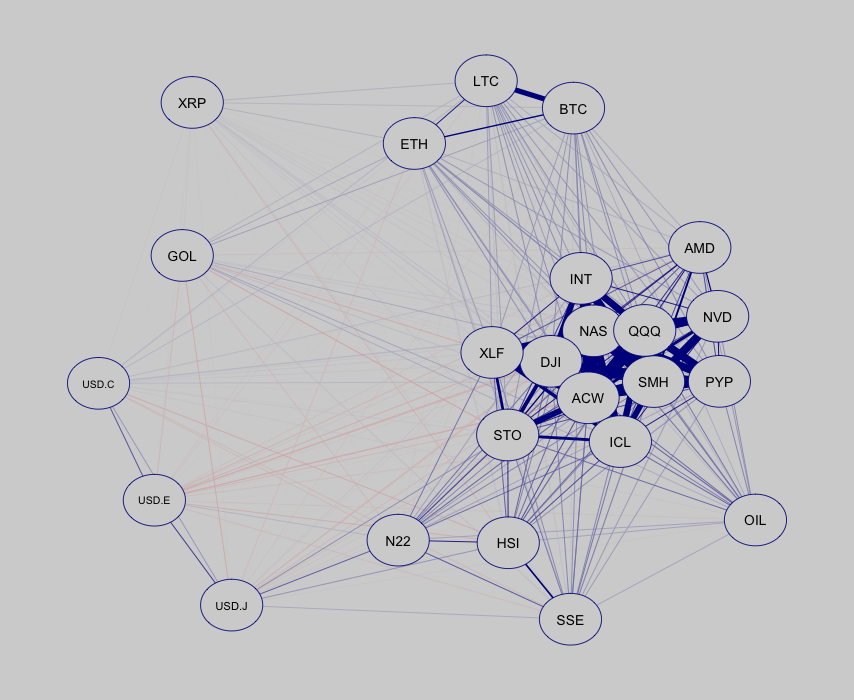 LTC
XRP
BTC
ETH
AMD
GOL
INT
NVD
NAS
QQQ
XLF
DJI
SMH
PYP
USD.C
ACW
STO
ICL
USD.E
OIL
N22
HSI
USD.J
SSE